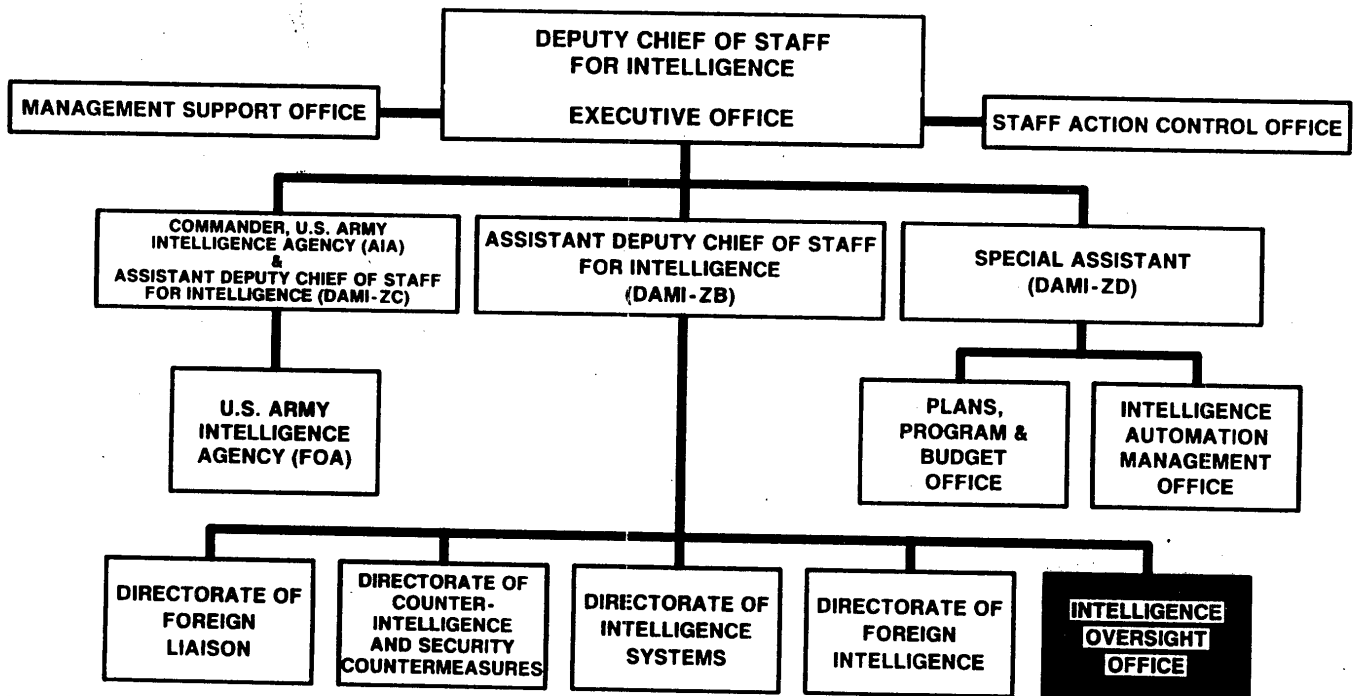 DEPUTY CHIEF OF STAFF
FOR INTELLIGENCE
EXECUTIVE OFFICE
MANAGEMENT SUPPORT OFFICE
STAFF ACTION CONTROL OFFICE
COMMANDER, U.S. ARMY
INTELLIGENCE AGENCY (AIA)
&
ASSISTANT DEPUTY CHIEF OF STAFF
FOR INTELLIGENCE (DAMI-ZC)
ASSISTANT DEPUTY CHIEF OF STAFF
FOR INTELLIGENCE
(DAMI-ZB)
SPECIAL ASSISTANT
(DAMI-ZD)
U.S. ARMY
INTELLIGENCE
AGENCY (FOA)
PLANS,
PROGRAM &
BUDGET
OFFICE
INTELLIGENCE
AUTOMATION
MANAGEMENT
OFFICE
DIRECTORATE OF
FOREIGN
LIAISON
DIRECTORATE OF
COUNTER-
INTELLIGENCE
AND SECURITY
COUNTERMEASURES
DIRECTORATE OF
INTELLIGENCE
SYSTEMS
DIRECTORATE OF
FOREIGN
INTELLIGENCE
INTELLIGENCE
OVERSIGHT
OFFICE